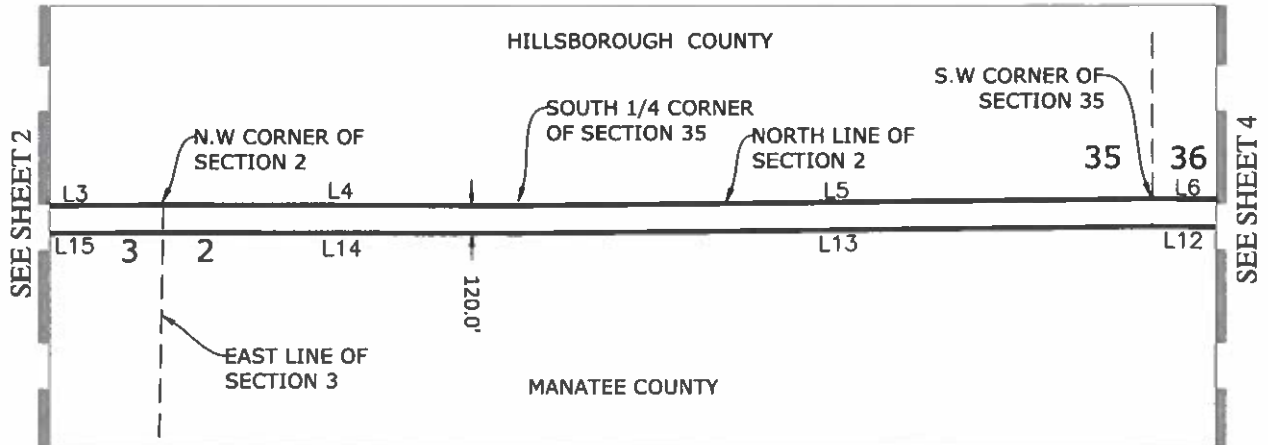 HILLSBOROUGH COUNTY
S.W CORNER OF
SECTION 35
SOUTH 1/4 CORNER
OF SECTION 35
N.W CORNER OF
SECTION 2
NORTH LINE OF
SECTION 2
35 36
SEE SHEET 2
SEE SHEET 4
L3 L4 L5 L6
L15 3 2 L14 L13 L12
120.0'
EAST LINE OF
SECTION 3
MANATEE COUNTY